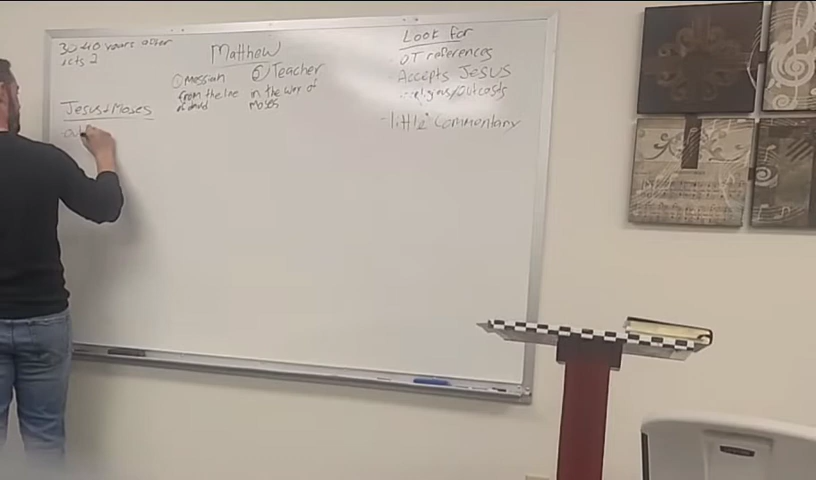 30-40 years after
Acts 2
Matthew
① Messiah
from the line
of david
② Teacher
in the way of
Moses
Jesus + Moses
out
Look for
OT references
Accepts Jesus
religious/outcasts
- little commentary